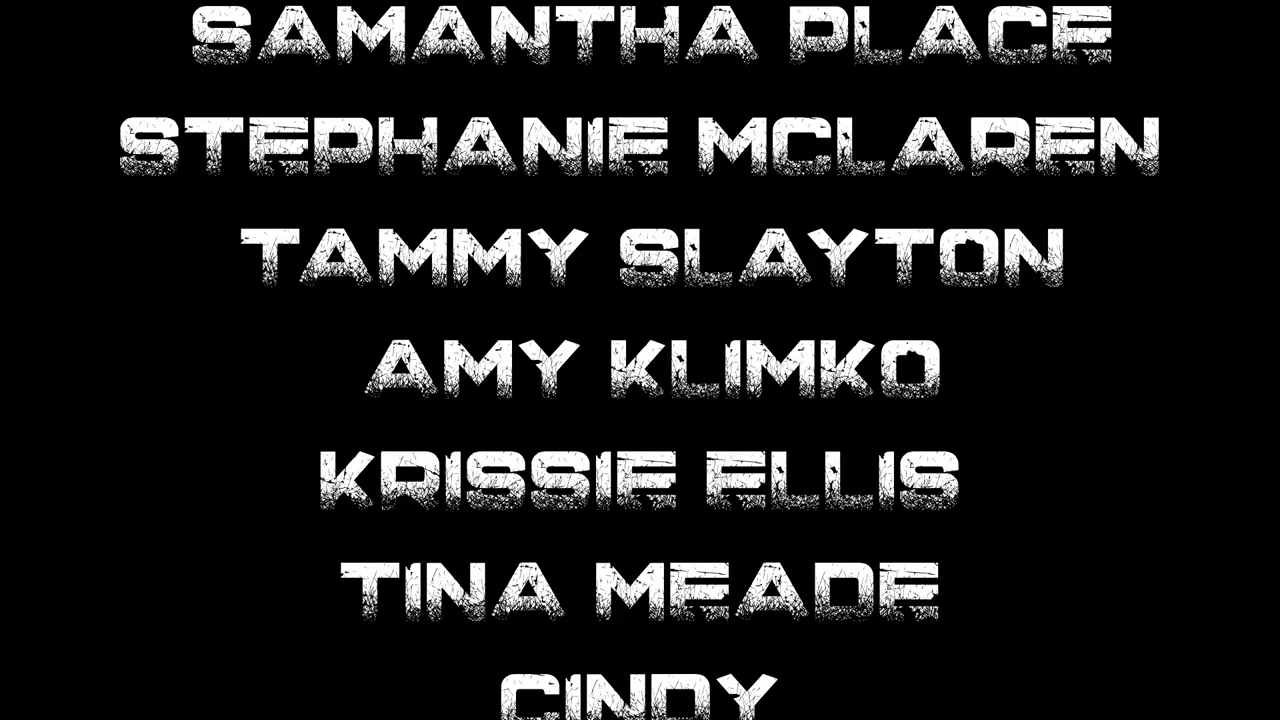 SAMANTHA PLACE
STEPHANIE MCLAREN
TAMMY SLAYTON
AMY KLIMKO
KRISSIE ELLIS
TINA MEADE
CINDY